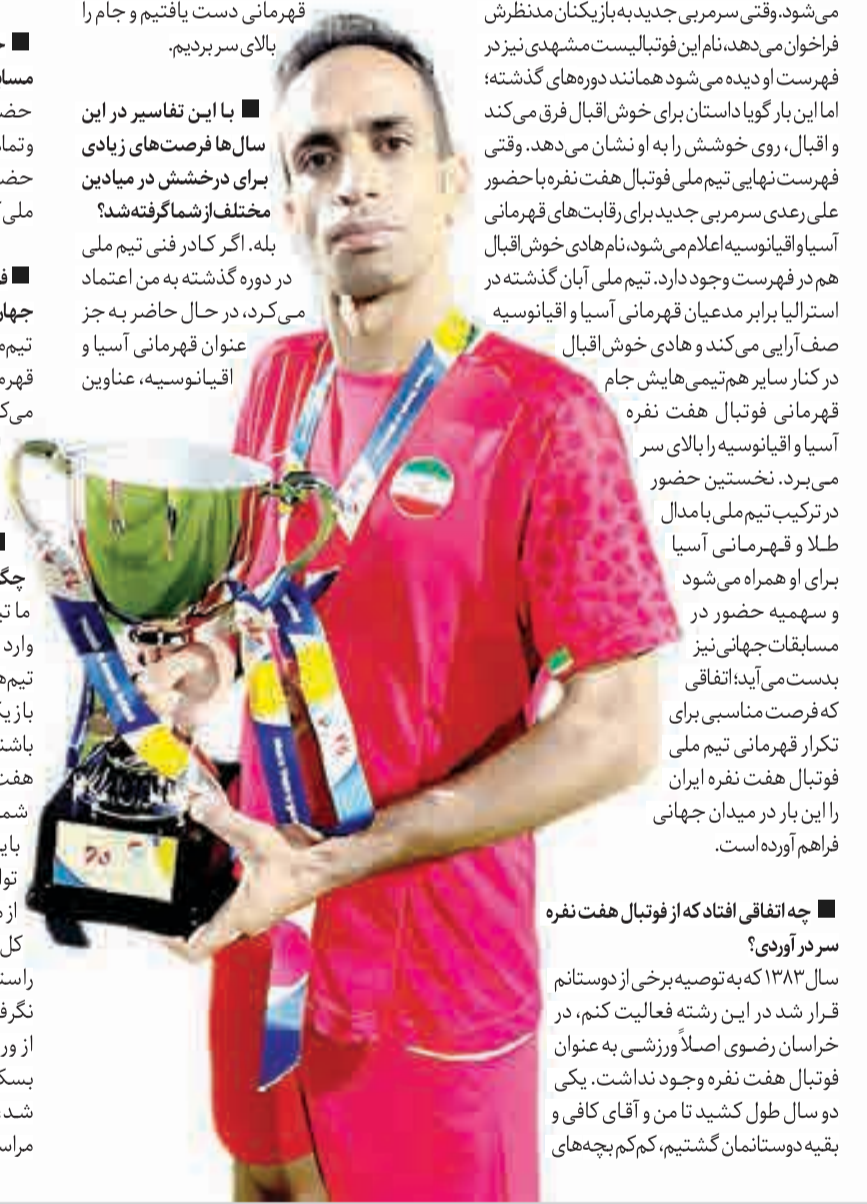 می‌شود. وقتی سرمربی جدید به بازیکنان مدنظرش
فراخوان می‌دهد، نام این فوتبالیست مشهدی نیز در
فهرست او دیده می‌شود همانند دوره‌های گذشته؛
اما این بار گویا داستان برای خوش‌اقبال فرق می‌کند
و اقبال، روی خوشش را به او نشان می‌دهد. وقتی
فهرست نهایی تیم ملی فوتبال هفت نفره با حضور
علی رعدی سرمربی جدید برای رقابت‌های قهرمانی
آسیا و اقیانوسیه اعلام می‌شود، نام هادی خوش‌اقبال
هم در فهرست وجود دارد. تیم ملی آبان گذشته در
استرالیا برابر مدعیان قهرمانی آسیا و اقیانوسیه
صف‌آرایی می‌کند و هادی خوش‌اقبال
در کنار سایر هم‌تیمی‌هایش جام
قهرمانی فوتبال هفت نفره
آسیا و اقیانوسیه را بالای سر
می‌برد. نخستین حضور
در ترکیب تیم ملی با مدال
طلا و قهرمانی آسیا
برای او همراه می‌شود
و سهمیه حضور در
مسابقات جهانی نیز
بدست می‌آید؛ اتفاقی
که فرصت مناسبی برای
تکرار قهرمانی تیم ملی
فوتبال هفت نفره ایران
را این بار در میدان جهانی
فراهم آورده است.
■ چه اتفاقی افتاد که از فوتبال هفت نفره
سر در آوردی؟
سال ۱۳۸۳ که به توصیه برخی از دوستانم
قرار شد در این رشته فعالیت کنم، در
خراسان رضوی اصلاً ورزشی به عنوان
فوتبال هفت نفره وجود نداشت. یکی
دو سال طول کشید تا من و آقای کافی و
بقیه دوستانمان گشتیم، کم‌کم بچه‌های
قهرمانی دست یافتیم و جام را
بالای سر بردیم.
■ با این تفاسیر در این
سال‌ها فرصت‌های زیادی
برای درخشش در میادین
مختلف از شما گرفته شد؟
بله. اگر کادر فنی تیم ملی
در دوره گذشته به من اعتماد
می‌کرد، در حال حاضر به جز
عنوان قهرمانی آسیا و
اقیانوسیه، عناوین